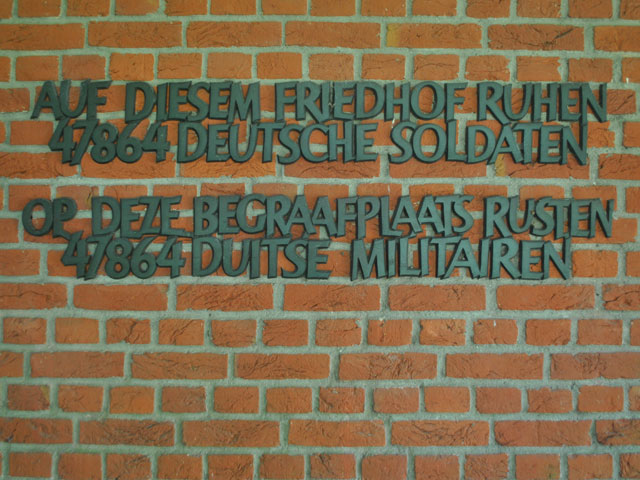 AUF DIESEM FRIEDHOF RUHEN
47864 DEUTSCHE SOLDATEN
OP DEZE BEGRAAFPLAATS RUSTEN
47864 DUITSE MILITAIREN